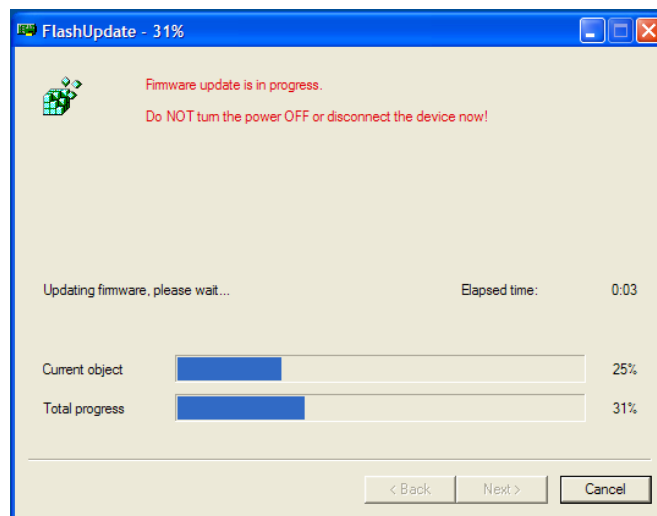 FlashUpdate - 31%
Firmware update is in progress.
Do NOT turn the power OFF or disconnect the device now!
Updating firmware, please wait... Elapsed time: 0:03
Current object 25%
Total progress 31%
< Back Next > Cancel